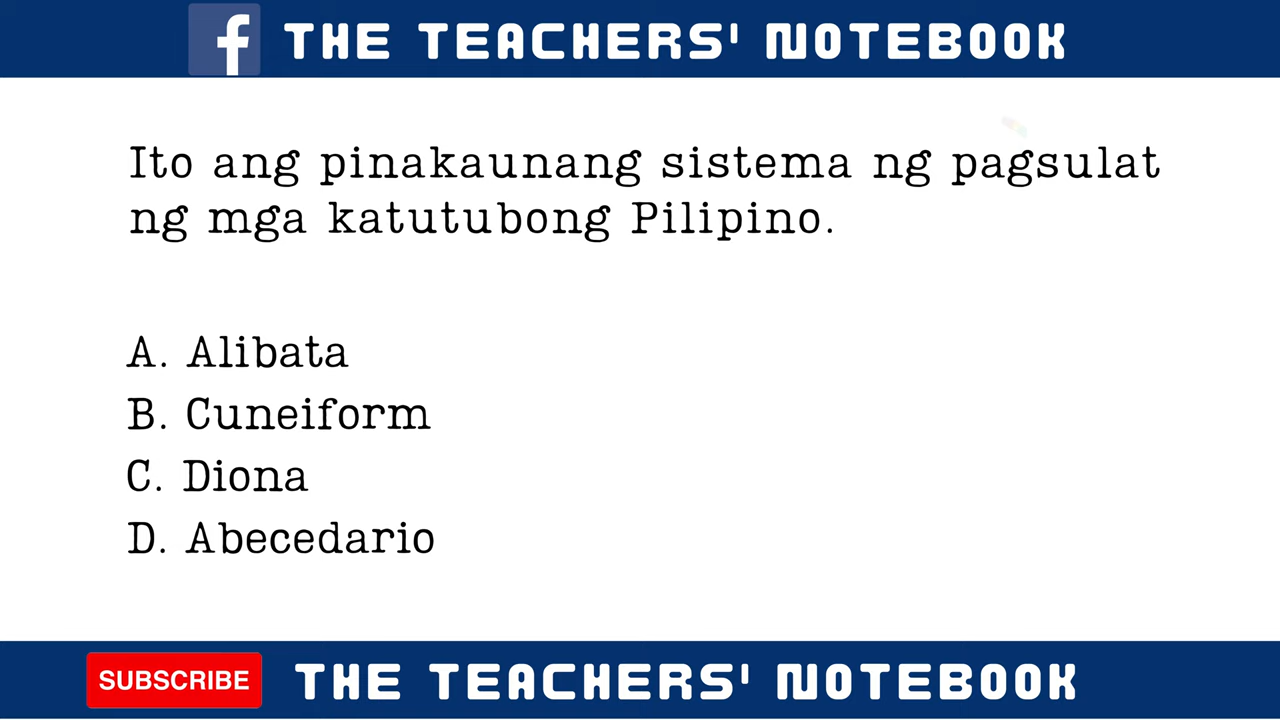 f THE TEACHERS' NOTEBOOK
Ito ang pinakaunang sistema ng pagsulat
ng mga katutubong Pilipino.
A. Alibata
B. Cuneiform
C. Diona
D. Abecedario
SUBSCRIBE THE TEACHERS' NOTEBOOK